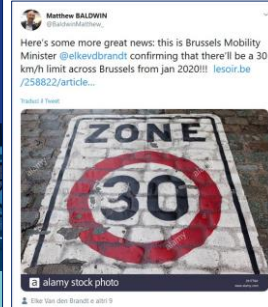 Matthew BALDWIN
@BaldwinMatthew_
Here's some more great news: this is Brussels Mobility
Minister @elkevdbrandt confirming that there'll be a 30
km/h limit across Brussels from jan 2020!!! lesoir.be
/258822/article...
Traduci il Tweet
ZONE
30
alamy
alamy
a alamy stock photo
Elke Van den Brandt e altri 9